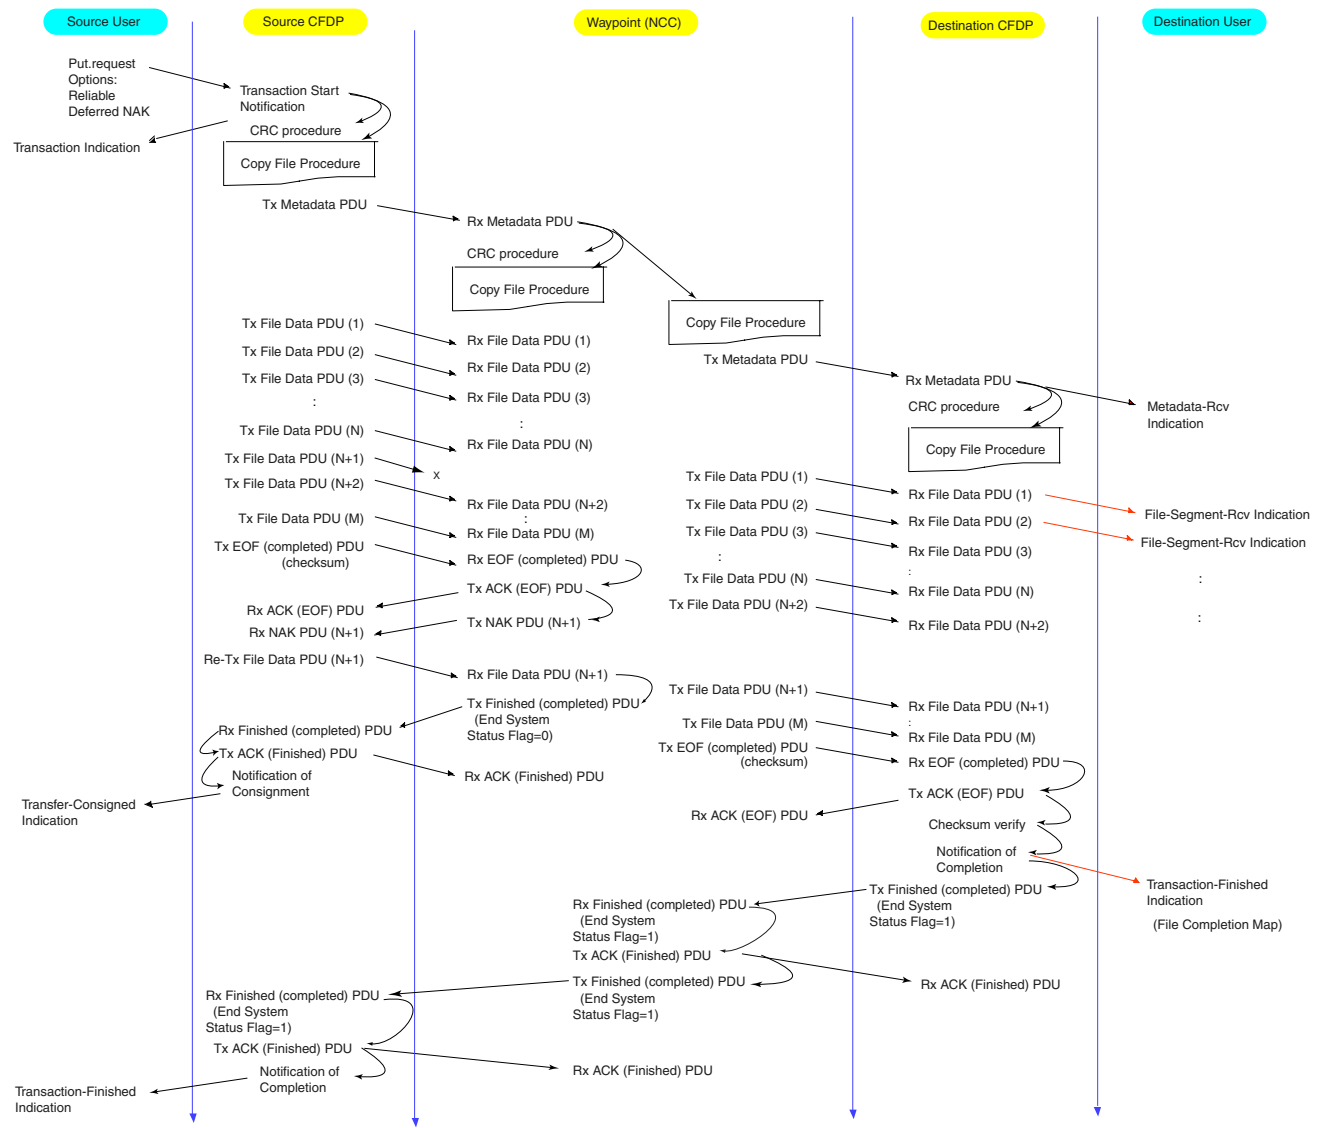 Source User
Source CFDP
Waypoint (NCC)
Destination CFDP
Destination User
Put.request
Options:
Reliable
Deferred NAK
Transaction Start
Notification
CRC procedure
Transaction Indication
Copy File Procedure
Tx Metadata PDU
Rx Metadata PDU
CRC procedure
Copy File Procedure
Copy File Procedure
Tx File Data PDU (1)
Rx File Data PDU (1)
Tx File Data PDU (2)
Rx File Data PDU (2)
Tx Metadata PDU
Rx Metadata PDU
Tx File Data PDU (3)
Rx File Data PDU (3)
:
:
CRC procedure
Metadata-Rcv
Indication
Tx File Data PDU (N)
Rx File Data PDU (N)
Copy File Procedure
Tx File Data PDU (N+1)
x
Tx File Data PDU (N+2)
Rx File Data PDU (N+2)
:
Tx File Data PDU (1)
Rx File Data PDU (1)
File-Segment-Rcv Indication
Tx File Data PDU (M)
Rx File Data PDU (M)
Tx File Data PDU (2)
Rx File Data PDU (2)
File-Segment-Rcv Indication
Tx EOF (completed) PDU
(checksum)
Rx EOF (completed) PDU
Tx File Data PDU (3)
Rx File Data PDU (3)
:
:
:
Tx ACK (EOF) PDU
Rx ACK (EOF) PDU
Tx File Data PDU (N)
Rx File Data PDU (N)
Tx NAK PDU (N+1)
Rx NAK PDU (N+1)
Tx File Data PDU (N+2)
Rx File Data PDU (N+2)
:
Re-Tx File Data PDU (N+1)
Rx File Data PDU (N+1)
Tx File Data PDU (N+1)
Rx File Data PDU (N+1)
:
Tx Finished (completed) PDU
(End System
Status Flag=0)
Rx Finished (completed) PDU
Tx File Data PDU (M)
Rx File Data PDU (M)
Tx ACK (Finished) PDU
Rx ACK (Finished) PDU
Tx EOF (completed) PDU
(checksum)
Rx EOF (completed) PDU
Notification of
Consignment
Transfer-Consigned
Indication
Tx ACK (EOF) PDU
Rx ACK (EOF) PDU
Checksum verify
Notification of
Completion
Transaction-Finished
Indication
(File Completion Map)
Tx Finished (completed) PDU
(End System
Status Flag=1)
Rx Finished (completed) PDU
(End System
Status Flag=1)
Tx ACK (Finished) PDU
Rx ACK (Finished) PDU
Tx Finished (completed) PDU
(End System
Status Flag=1)
Rx Finished (completed) PDU
(End System
Status Flag=1)
Tx ACK (Finished) PDU
Rx ACK (Finished) PDU
Notification of
Completion
Transaction-Finished
Indication